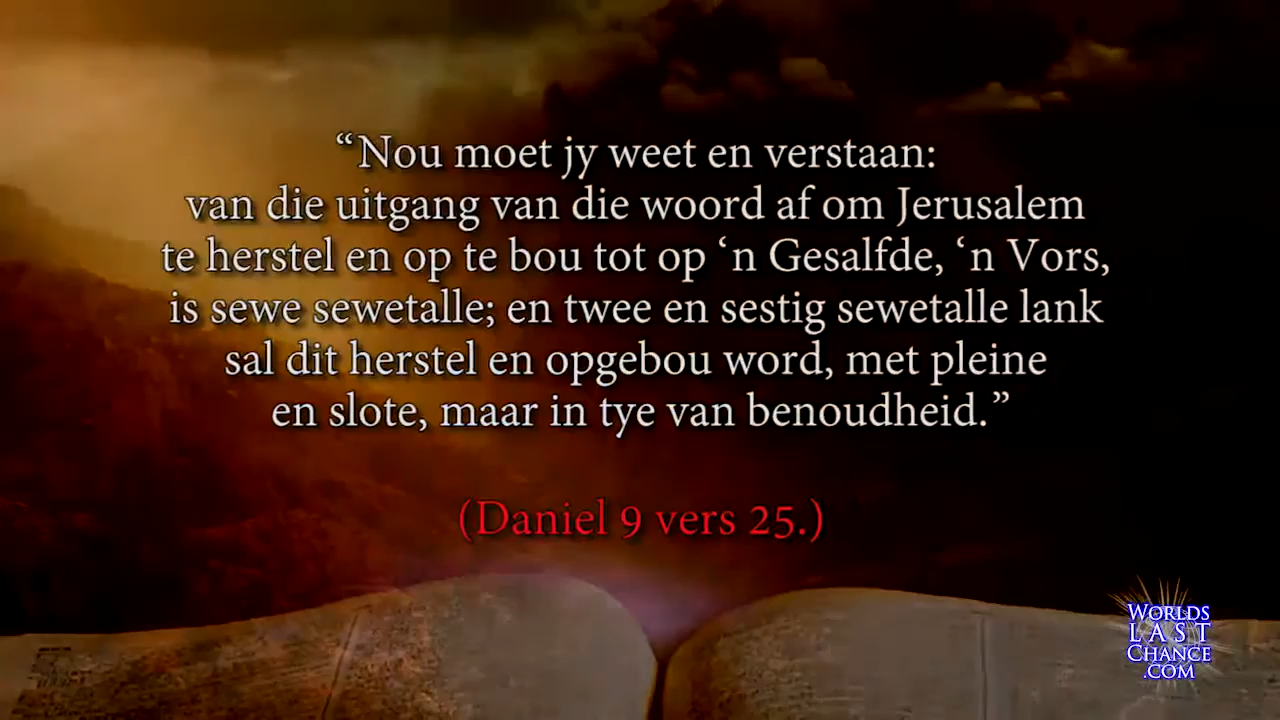 “Nou moet jy weet en verstaan:
van die uitgang van die woord af om Jerusalem
te herstel en op te bou tot op ‘n Gesalfde, ‘n Vors,
is sewe sewetalle; en twee en sestig sewetalle lank
sal dit herstel en opgebou word, met pleine
en slote, maar in tye van benoudheid.”
(Daniel 9 vers 25.)
WORLDS
LAST
CHANCE
.COM